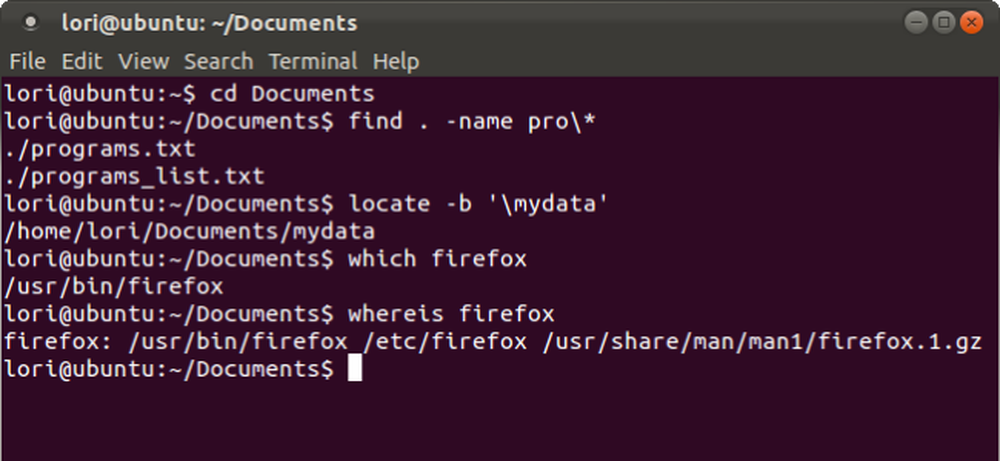 lori@ubuntu: ~/Documents
File Edit View Search Terminal Help
lori@ubuntu:~$ cd Documents
lori@ubuntu:~/Documents$ find . -name pro\*
./programs.txt
./programs_list.txt
lori@ubuntu:~/Documents$ locate -b '\mydata'
/home/lori/Documents/mydata
lori@ubuntu:~/Documents$ which firefox
/usr/bin/firefox
lori@ubuntu:~/Documents$ whereis firefox
firefox: /usr/bin/firefox /etc/firefox /usr/share/man/man1/firefox.1.gz
lori@ubuntu:~/Documents$